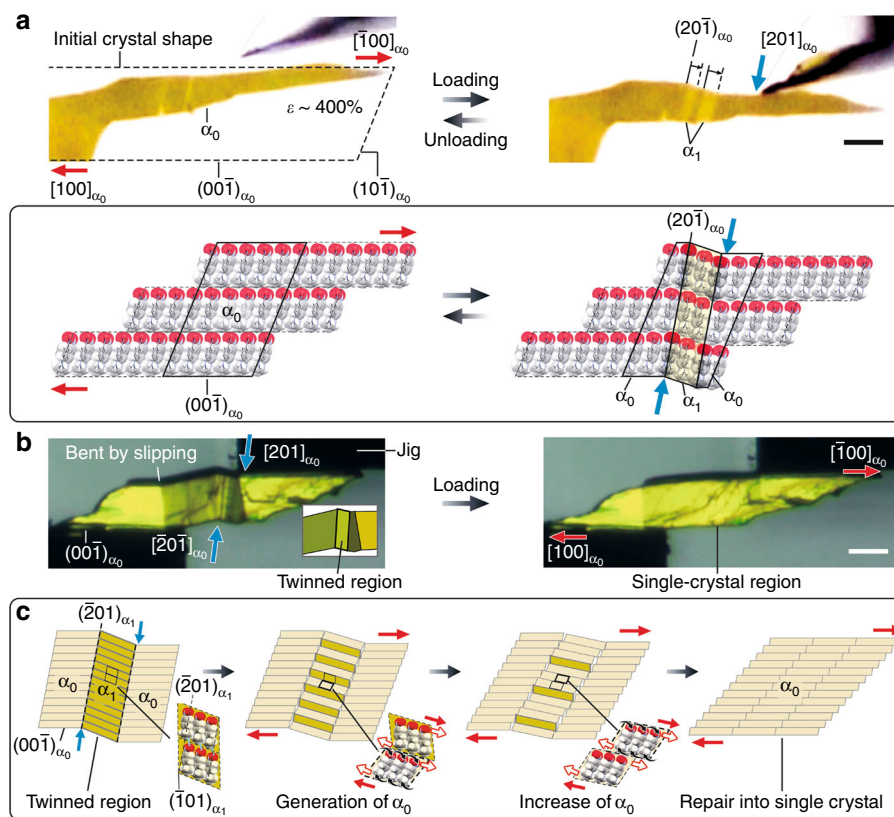 a
Initial crystal shape
[1̄00]α0
ε ~ 400%
α0
[100]α0
(001̄)α0
(101̄)α0
Loading
Unloading
(201̄)α0
[201]α0
α1
α0
(001̄)α0
(201̄)α0
α0
α1
α0
b
Bent by slipping
[201]α0
Jig
(001̄)α0
[2̄01̄]α0
Twinned region
Loading
[1̄00]α0
[100]α0
Single-crystal region
c
(2̄01)α1
α0
α1
α0
(001̄)α0
(2̄01)α1
(1̄01)α1
α0
Twinned region
Generation of α0
Increase of α0
Repair into single crystal